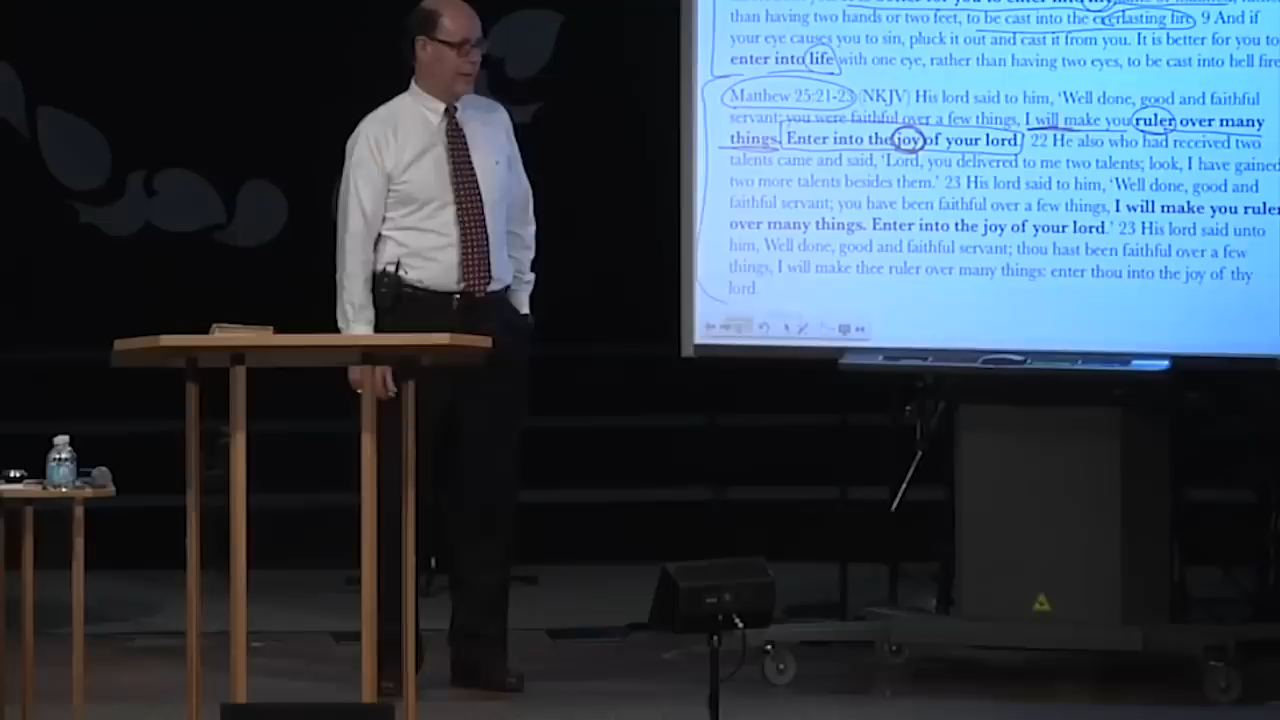 than having two hands or two feet, to be cast into the everlasting fire. 9 And if
your eye causes you to sin, pluck it out and cast it from you. It is better for you to
enter into life with one eye, rather than having two eyes, to be cast into hell fire
Matthew 25:21-23 (NKJV) His lord said to him, ‘Well done, good and faithful
servant; you were faithful over a few things, I will make you ruler over many
things. Enter into the joy of your lord.’ 22 He also who had received two
talents came and said, ‘Lord, you delivered to me two talents; look, I have gained
two more talents besides them.’ 23 His lord said to him, ‘Well done, good and
faithful servant; you have been faithful over a few things, I will make you ruler
over many things. Enter into the joy of your lord.’ 23 His lord said unto
him, Well done, good and faithful servant; thou hast been faithful over a few
things, I will make thee ruler over many things: enter thou into the joy of thy
lord.